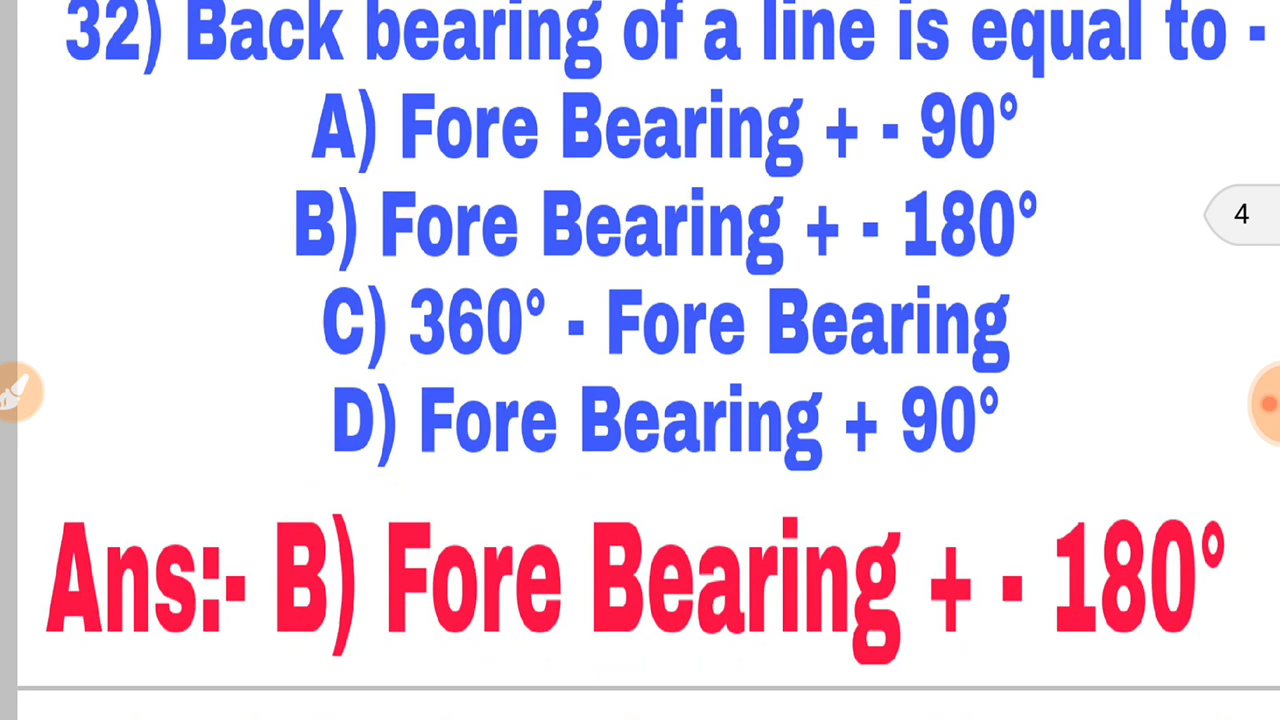 32) Back bearing of a line is equal to -
A) Fore Bearing + - 90°
B) Fore Bearing + - 180°
4
C) 360° - Fore Bearing
D) Fore Bearing + 90°
Ans:- B) Fore Bearing + - 180°